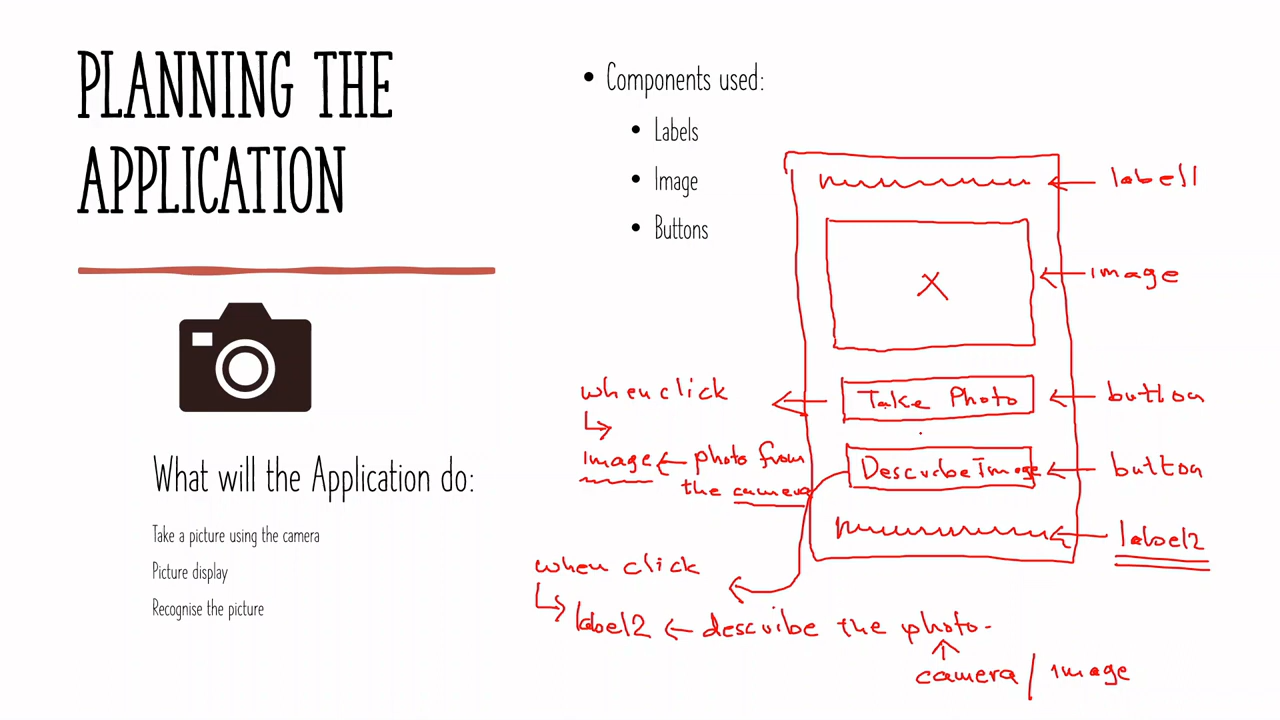 PLANNING THE
APPLICATION
What will the Application do:
Take a picture using the camera
Picture display
Recognise the picture
• Components used:
• Labels
• Image
• Buttons
label1
image
Take Photo
button
Describe Image
button
label2
when click
image ← photo from
the camera
when click
label2 ← describe the photo.
camera / image